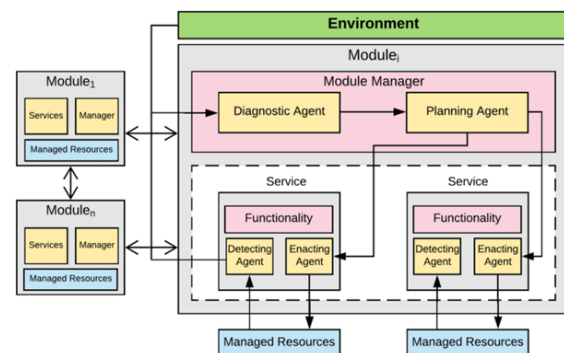 Environment
Module₁
Services
Manager
Managed Resources
Moduleₙ
Services
Manager
Managed Resources
Moduleᵢ
Module Manager
Diagnostic Agent
Planning Agent
Service
Functionality
Detecting
Agent
Enacting
Agent
Service
Functionality
Detecting
Agent
Enacting
Agent
Managed Resources
Managed Resources